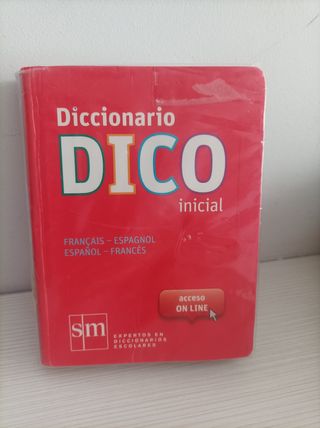 Diccionario
DICO
inicial
FRANÇAIS – ESPAGNOL
ESPAÑOL – FRANCÉS
acceso
ON LINE
sm
EXPERTOS EN
DICCIONARIOS
ESCOLARES